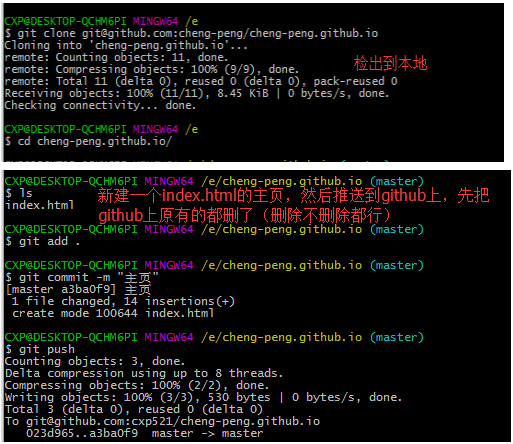 CXP@DESKTOP-QCHM6PI MINGW64 /e
$ git clone git@github.com:cheng-peng/cheng-peng.github.io
Cloning into 'cheng-peng.github.io'...
remote: Counting objects: 11, done.
remote: Compressing objects: 100% (9/9), done.
检出到本地
remote: Total 11 (delta 0), reused 0 (delta 0), pack-reused 0
Receiving objects: 100% (11/11), 8.45 KiB | 0 bytes/s, done.
Checking connectivity... done.
CXP@DESKTOP-QCHM6PI MINGW64 /e
$ cd cheng-peng.github.io/
CXP@DESKTOP-QCHM6PI MINGW64 /e/cheng-peng.github.io (master)
$ ls
新建一个index.html的主页，然后推送到github上，先把
index.html
github上原有的都删了（删除不删除都行）
CXP@DESKTOP-QCHM6PI MINGW64 /e/cheng-peng.github.io (master)
$ git add .
CXP@DESKTOP-QCHM6PI MINGW64 /e/cheng-peng.github.io (master)
$ git commit -m "主页"
[master a3ba0f9] 主页
1 file changed, 14 insertions(+)
create mode 100644 index.html
CXP@DESKTOP-QCHM6PI MINGW64 /e/cheng-peng.github.io (master)
$ git push
Counting objects: 3, done.
Delta compression using up to 8 threads.
Compressing objects: 100% (2/2), done.
Writing objects: 100% (3/3), 530 bytes | 0 bytes/s, done.
Total 3 (delta 0), reused 0 (delta 0)
To git@github.com:cxp521/cheng-peng.github.io
023d965..a3ba0f9 master -> master